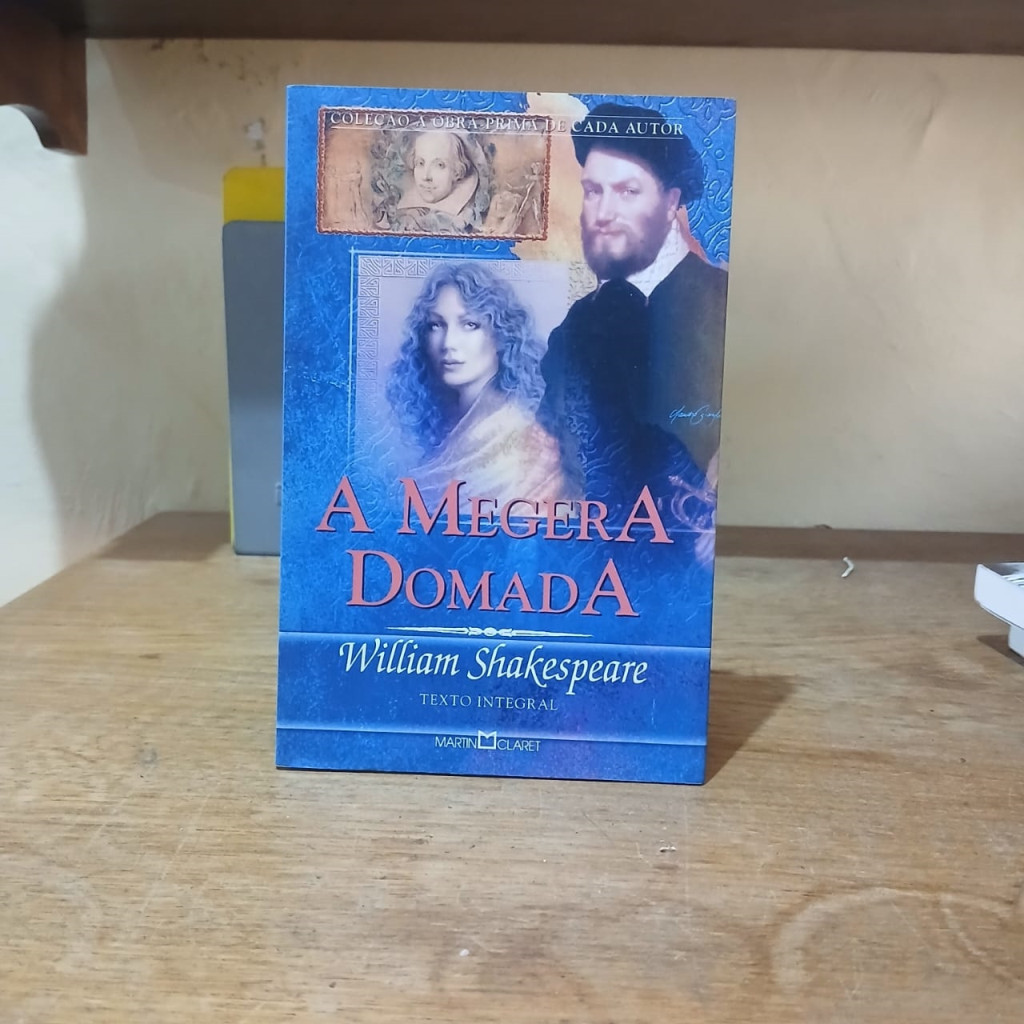 COLEÇÃO A OBRA-PRIMA DE CADA AUTOR
A MEGERA
DOMADA
William Shakespeare
TEXTO INTEGRAL
MARTIN CLARET